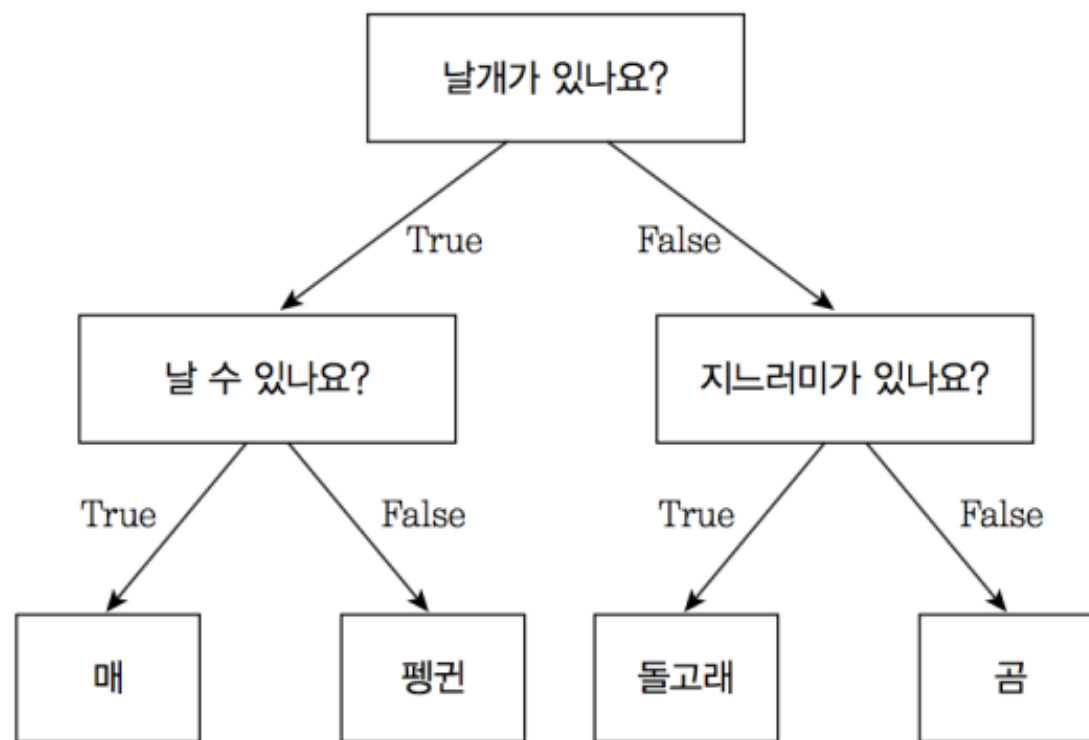 날개가 있나요?
True
False
날 수 있나요?
지느러미가 있나요?
True
False
True
False
매
펭귄
돌고래
곰